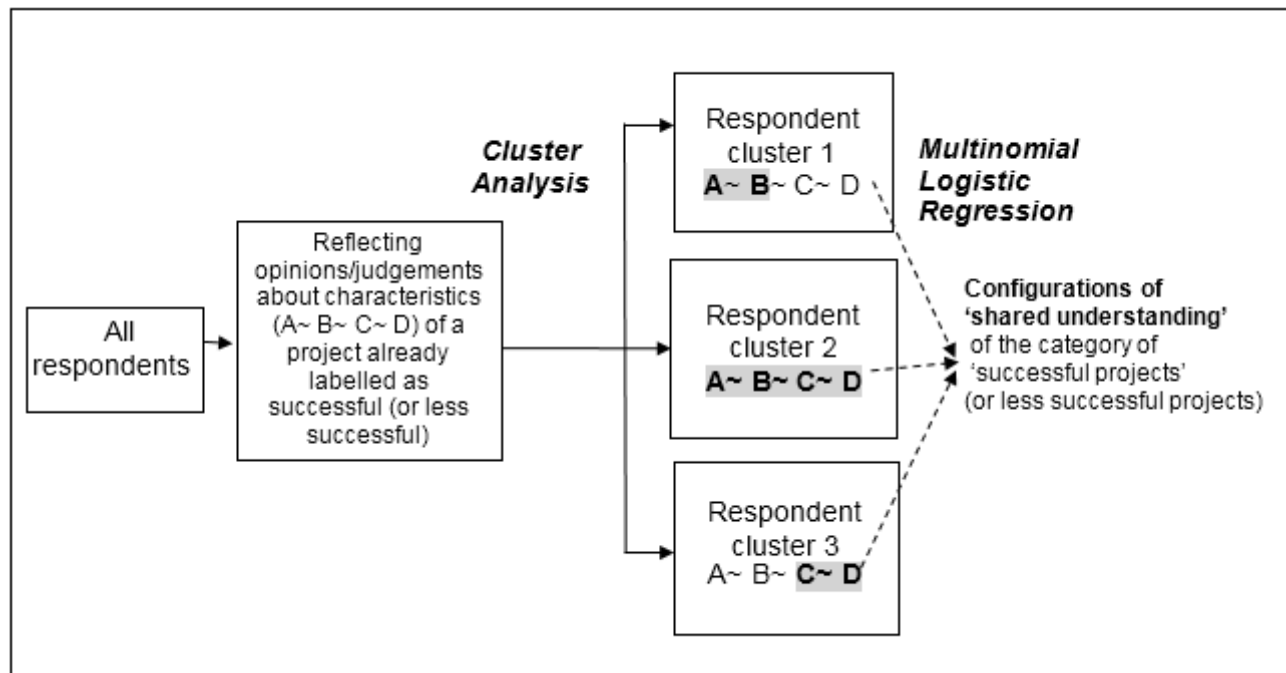 All
respondents
Reflecting
opinions/judgements
about characteristics
(A~ B~ C~ D) of a
project already
labelled as
successful (or less
successful)
Cluster
Analysis
Respondent
cluster 1
A~ B~ C~ D
Respondent
cluster 2
A~ B~ C~ D
Respondent
cluster 3
A~ B~ C~ D
Multinomial
Logistic
Regression
Configurations of
‘shared understanding’
of the category of
‘successful projects’
(or less successful projects)